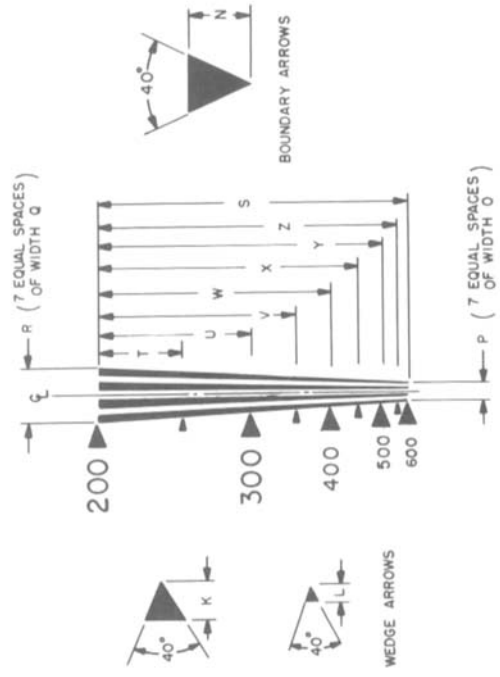 R ( 7 EQUAL SPACES
OF WIDTH Q )
℄
200
300
400
500
600
T
U
V
W
X
Y
Z
S
P ( 7 EQUAL SPACES
OF WIDTH O )
40°
K
40°
L
WEDGE ARROWS
40°
N
BOUNDARY ARROWS